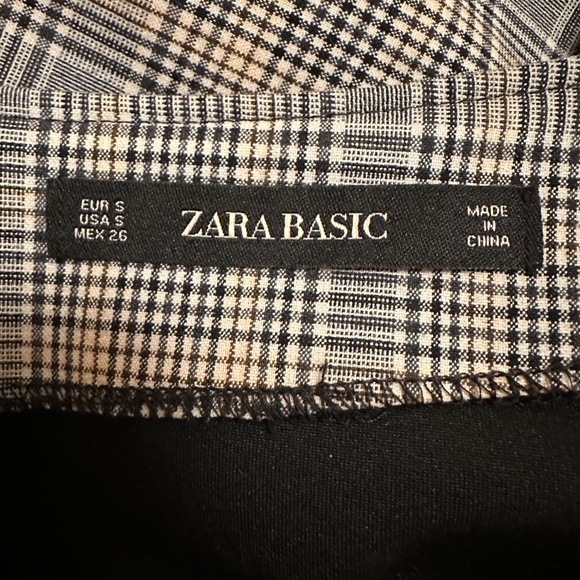 EUR S
USA S
MEX 26
ZARA BASIC
MADE
IN
CHINA